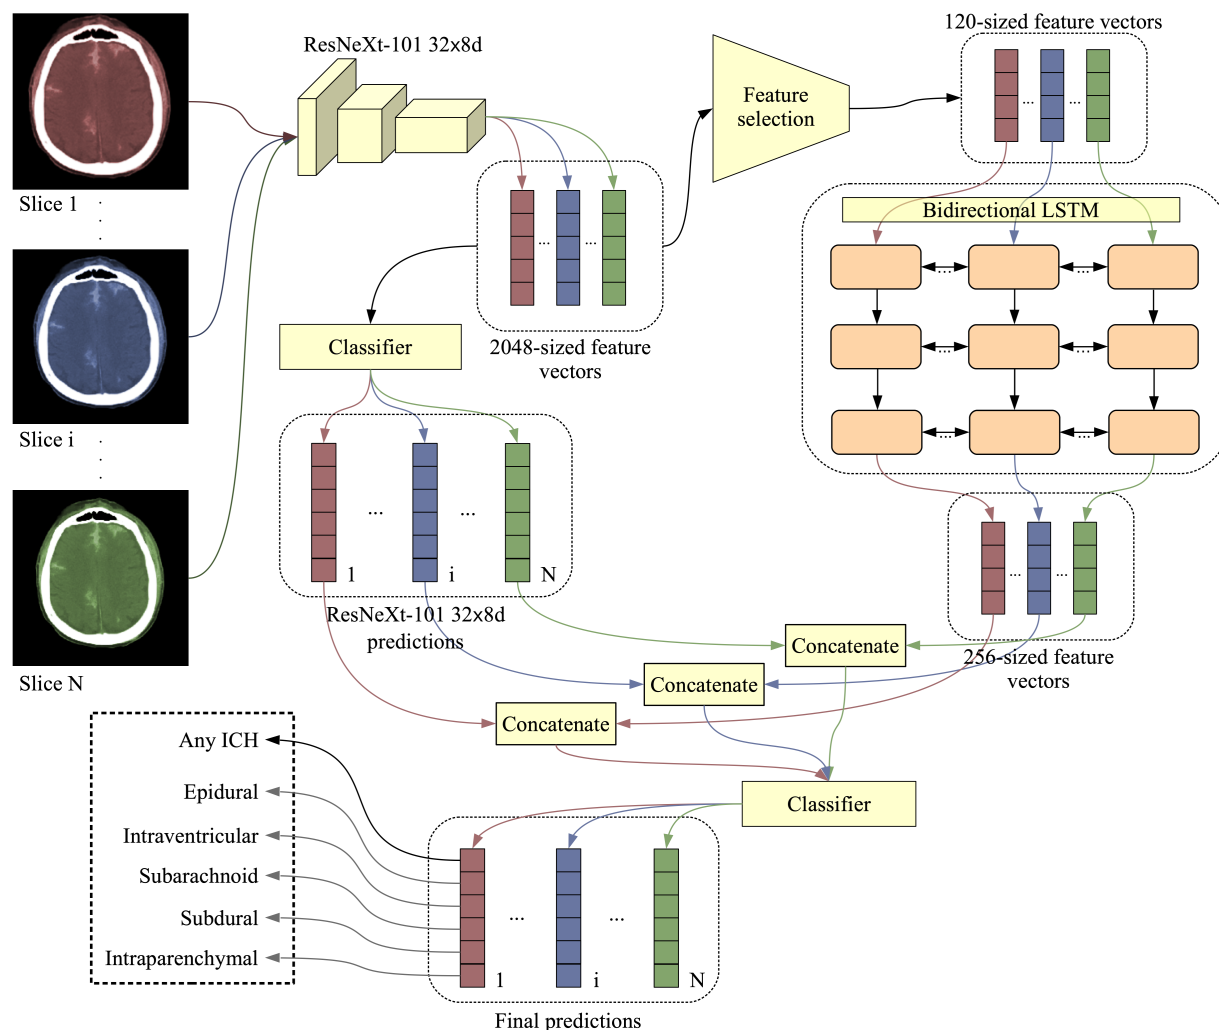 120-sized feature vectors
ResNeXt-101 32x8d
Feature
selection
Slice 1
Bidirectional LSTM
...
Slice i
Classifier
2048-sized feature
vectors
Slice N
1
i
N
ResNeXt-101 32x8d
predictions
Concatenate
256-sized feature
vectors
Concatenate
Concatenate
Any ICH
Epidural
Intraventricular
Subarachnoid
Subdural
Intraparenchymal
Classifier
1
i
N
Final predictions